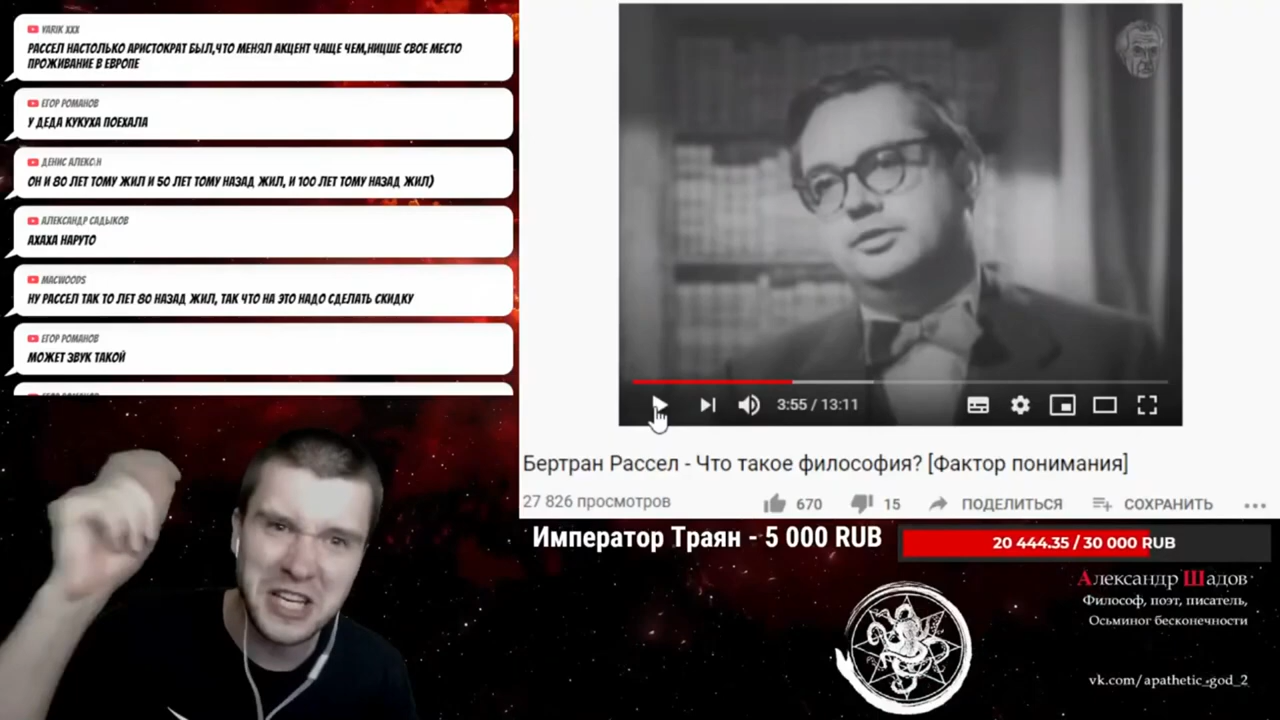 YARIK XXX
РАССЕЛ НАСТОЛЬКО АРИСТОКРАТ БЫЛ,ЧТО МЕНЯЛ АКЦЕНТ ЧАЩЕ ЧЕМ,НИЦШЕ СВОЕ МЕСТО
ПРОЖИВАНИЕ В ЕВРОПЕ
ЕГОР РОМАНОВ
У ДЕДА КУКУХА ПОЕХАЛА
ДЕНИС АЛЕКСИН
ОН И 80 ЛЕТ ТОМУ ЖИЛ И 50 ЛЕТ ТОМУ НАЗАД ЖИЛ, И 100 ЛЕТ ТОМУ НАЗАД ЖИЛ)
АЛЕКСАНДР САДЫКОВ
АХАХА НАРУТО
MACWOODS
НУ РАССЕЛ ТАК ТО ЛЕТ 80 НАЗАД ЖИЛ, ТАК ЧТО НА ЭТО НАДО СДЕЛАТЬ СКИДКУ
ЕГОР РОМАНОВ
МОЖЕТ ЗВУК ТАКОЙ
3:55 / 13:11
Бертран Рассел - Что такое философия? [Фактор понимания]
27 826 просмотров
670
15
ПОДЕЛИТЬСЯ
СОХРАНИТЬ
Император Траян - 5 000 RUB
20 444.35 / 30 000 RUB
Александр Шадов
Философ, поэт, писатель,
Осьминог бесконечности
vk.com/apathetic_god_2